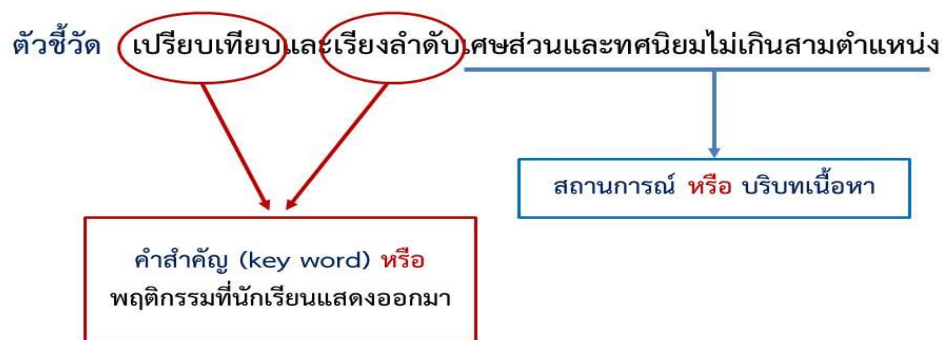 ตัวชี้วัด เปรียบเทียบและเรียงลำดับเศษส่วนและทศนิยมไม่เกินสามตำแหน่ง
สถานการณ์ หรือ บริบทเนื้อหา
คำสำคัญ (key word) หรือ
พฤติกรรมที่นักเรียนแสดงออกมา